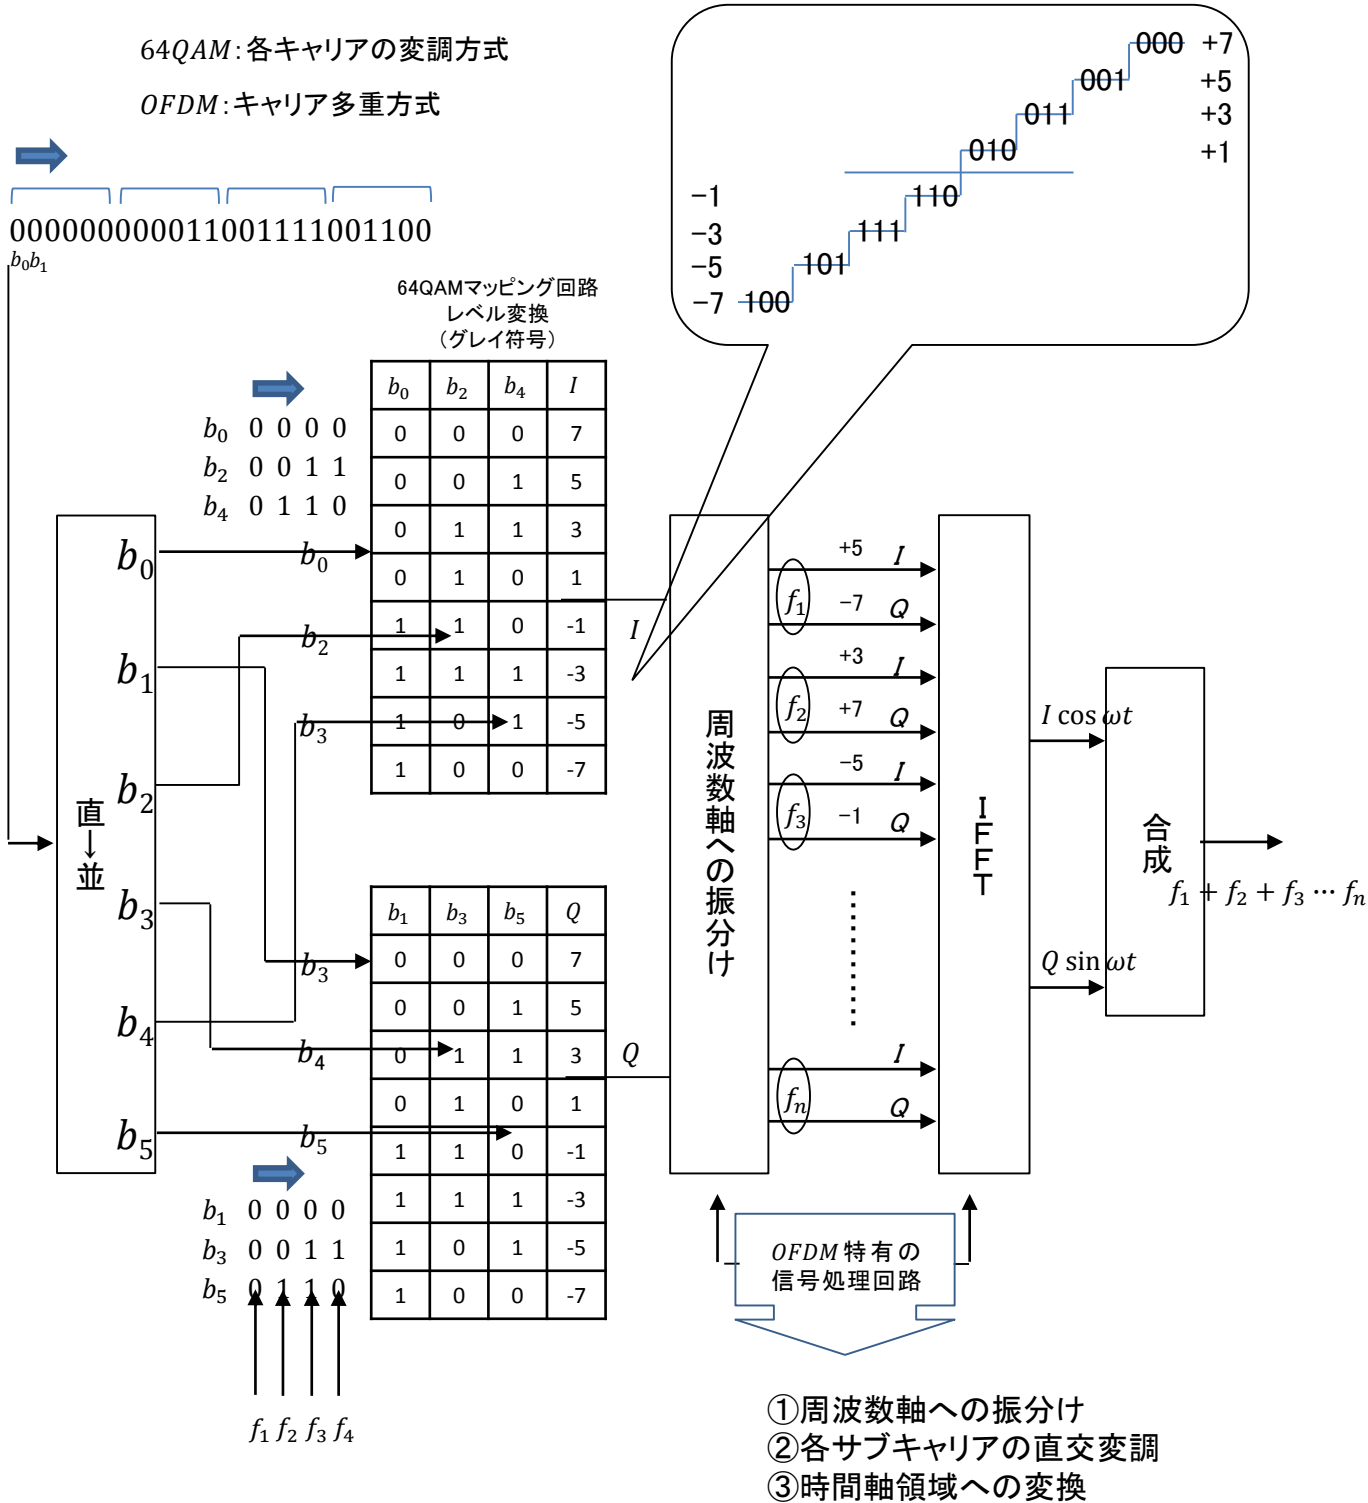 64QAM:各キャリアの変調方式
OFDM:キャリア多重方式
000000000011001111001100
b₀b₁
000 +7
001 +5
011 +3
010 +1
−1 110
−3 111
−5 101
−7 100
64QAMマッピング回路
レベル変換
（グレイ符号）
b₀ 0 0 0 0
b₂ 0 0 1 1
b₄ 0 1 1 0
b₀ b₂ b₄ I
0 0 0 7
0 0 1 5
0 1 1 3
0 1 0 1
1 1 0 -1
1 1 1 -3
1 0 1 -5
1 0 0 -7
直→並
b₀
b₁
b₂
b₃
b₄
b₅
b₀
b₂
b₃
b₃
b₄
b₅
b₁ b₃ b₅ Q
0 0 0 7
0 0 1 5
0 1 1 3
0 1 0 1
1 1 0 -1
1 1 1 -3
1 0 1 -5
1 0 0 -7
b₁ 0 0 0 0
b₃ 0 0 1 1
b₅ 0 1 1 0
f₁ f₂ f₃ f₄
I
Q
周波数軸への振分け
+5 I
f₁
−7 Q
+3 I
f₂
+7 Q
−5 I
f₃
−1 Q
I
fₙ
Q
IFFT
I cos ωt
Q sin ωt
合成
f₁ + f₂ + f₃ ⋯ fₙ
OFDM特有の
信号処理回路
①周波数軸への振分け
②各サブキャリアの直交変調
③時間軸領域への変換